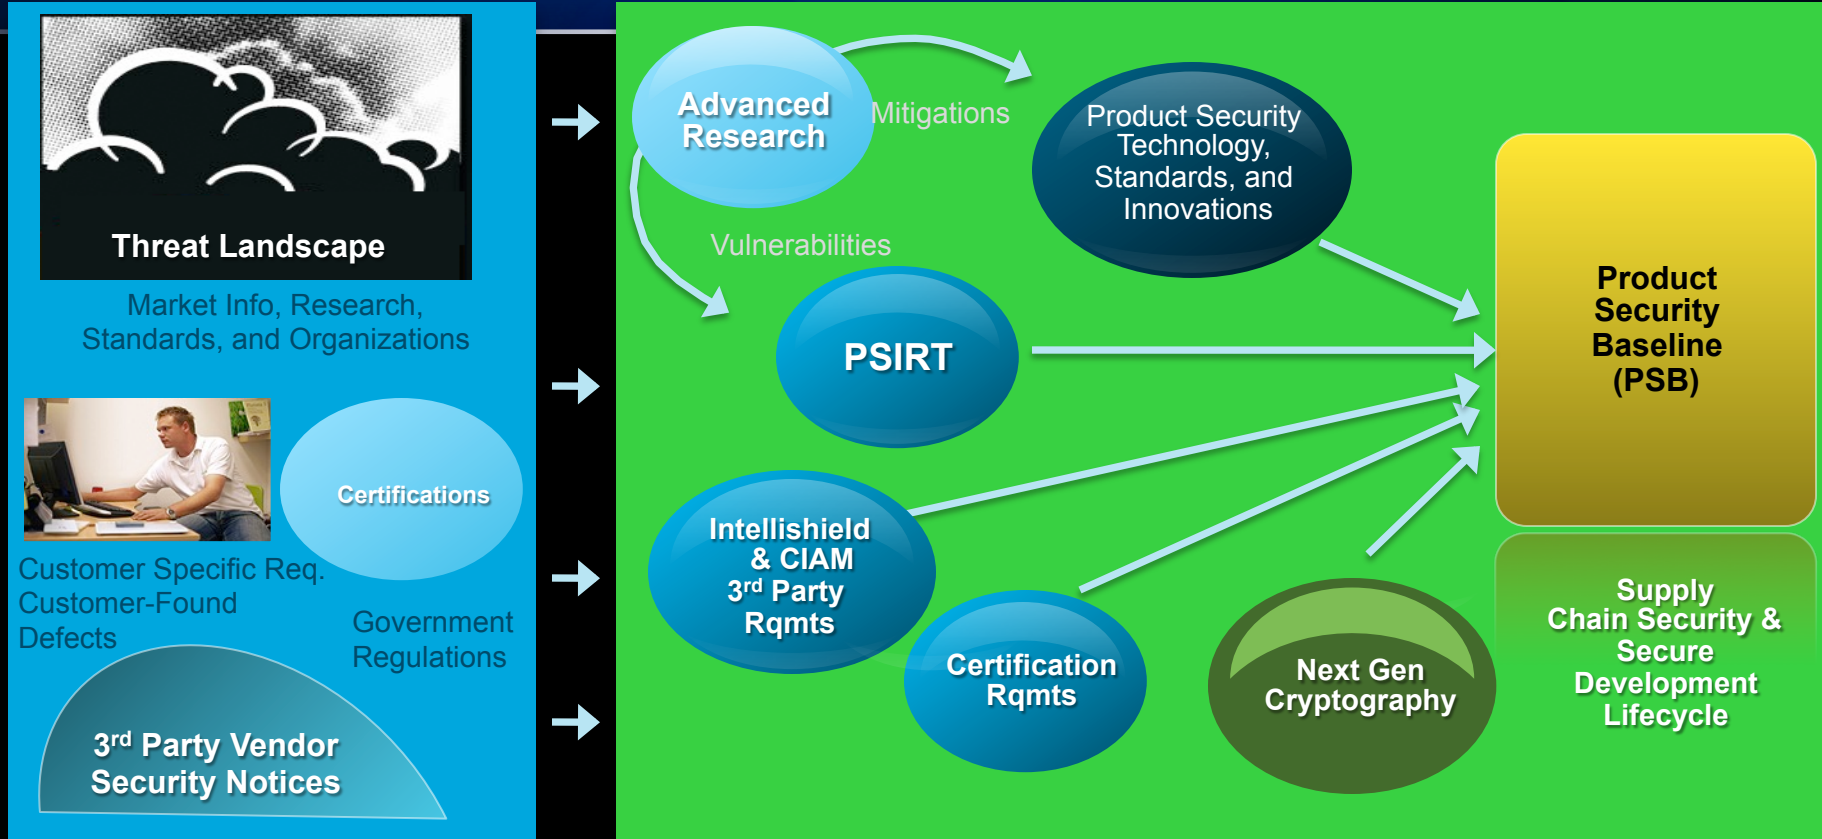 Threat Landscape
Market Info, Research,
Standards, and Organizations
Certifications
Customer Specific Req.
Customer-Found
Defects
Government
Regulations
3rd Party Vendor
Security Notices
Advanced
Research
Mitigations
Vulnerabilities
Product Security
Technology,
Standards, and
Innovations
PSIRT
Intellishield
& CIAM
3rd Party
Rqmts
Certification
Rqmts
Next Gen
Cryptography
Product
Security
Baseline
(PSB)
Supply
Chain Security &
Secure
Development
Lifecycle